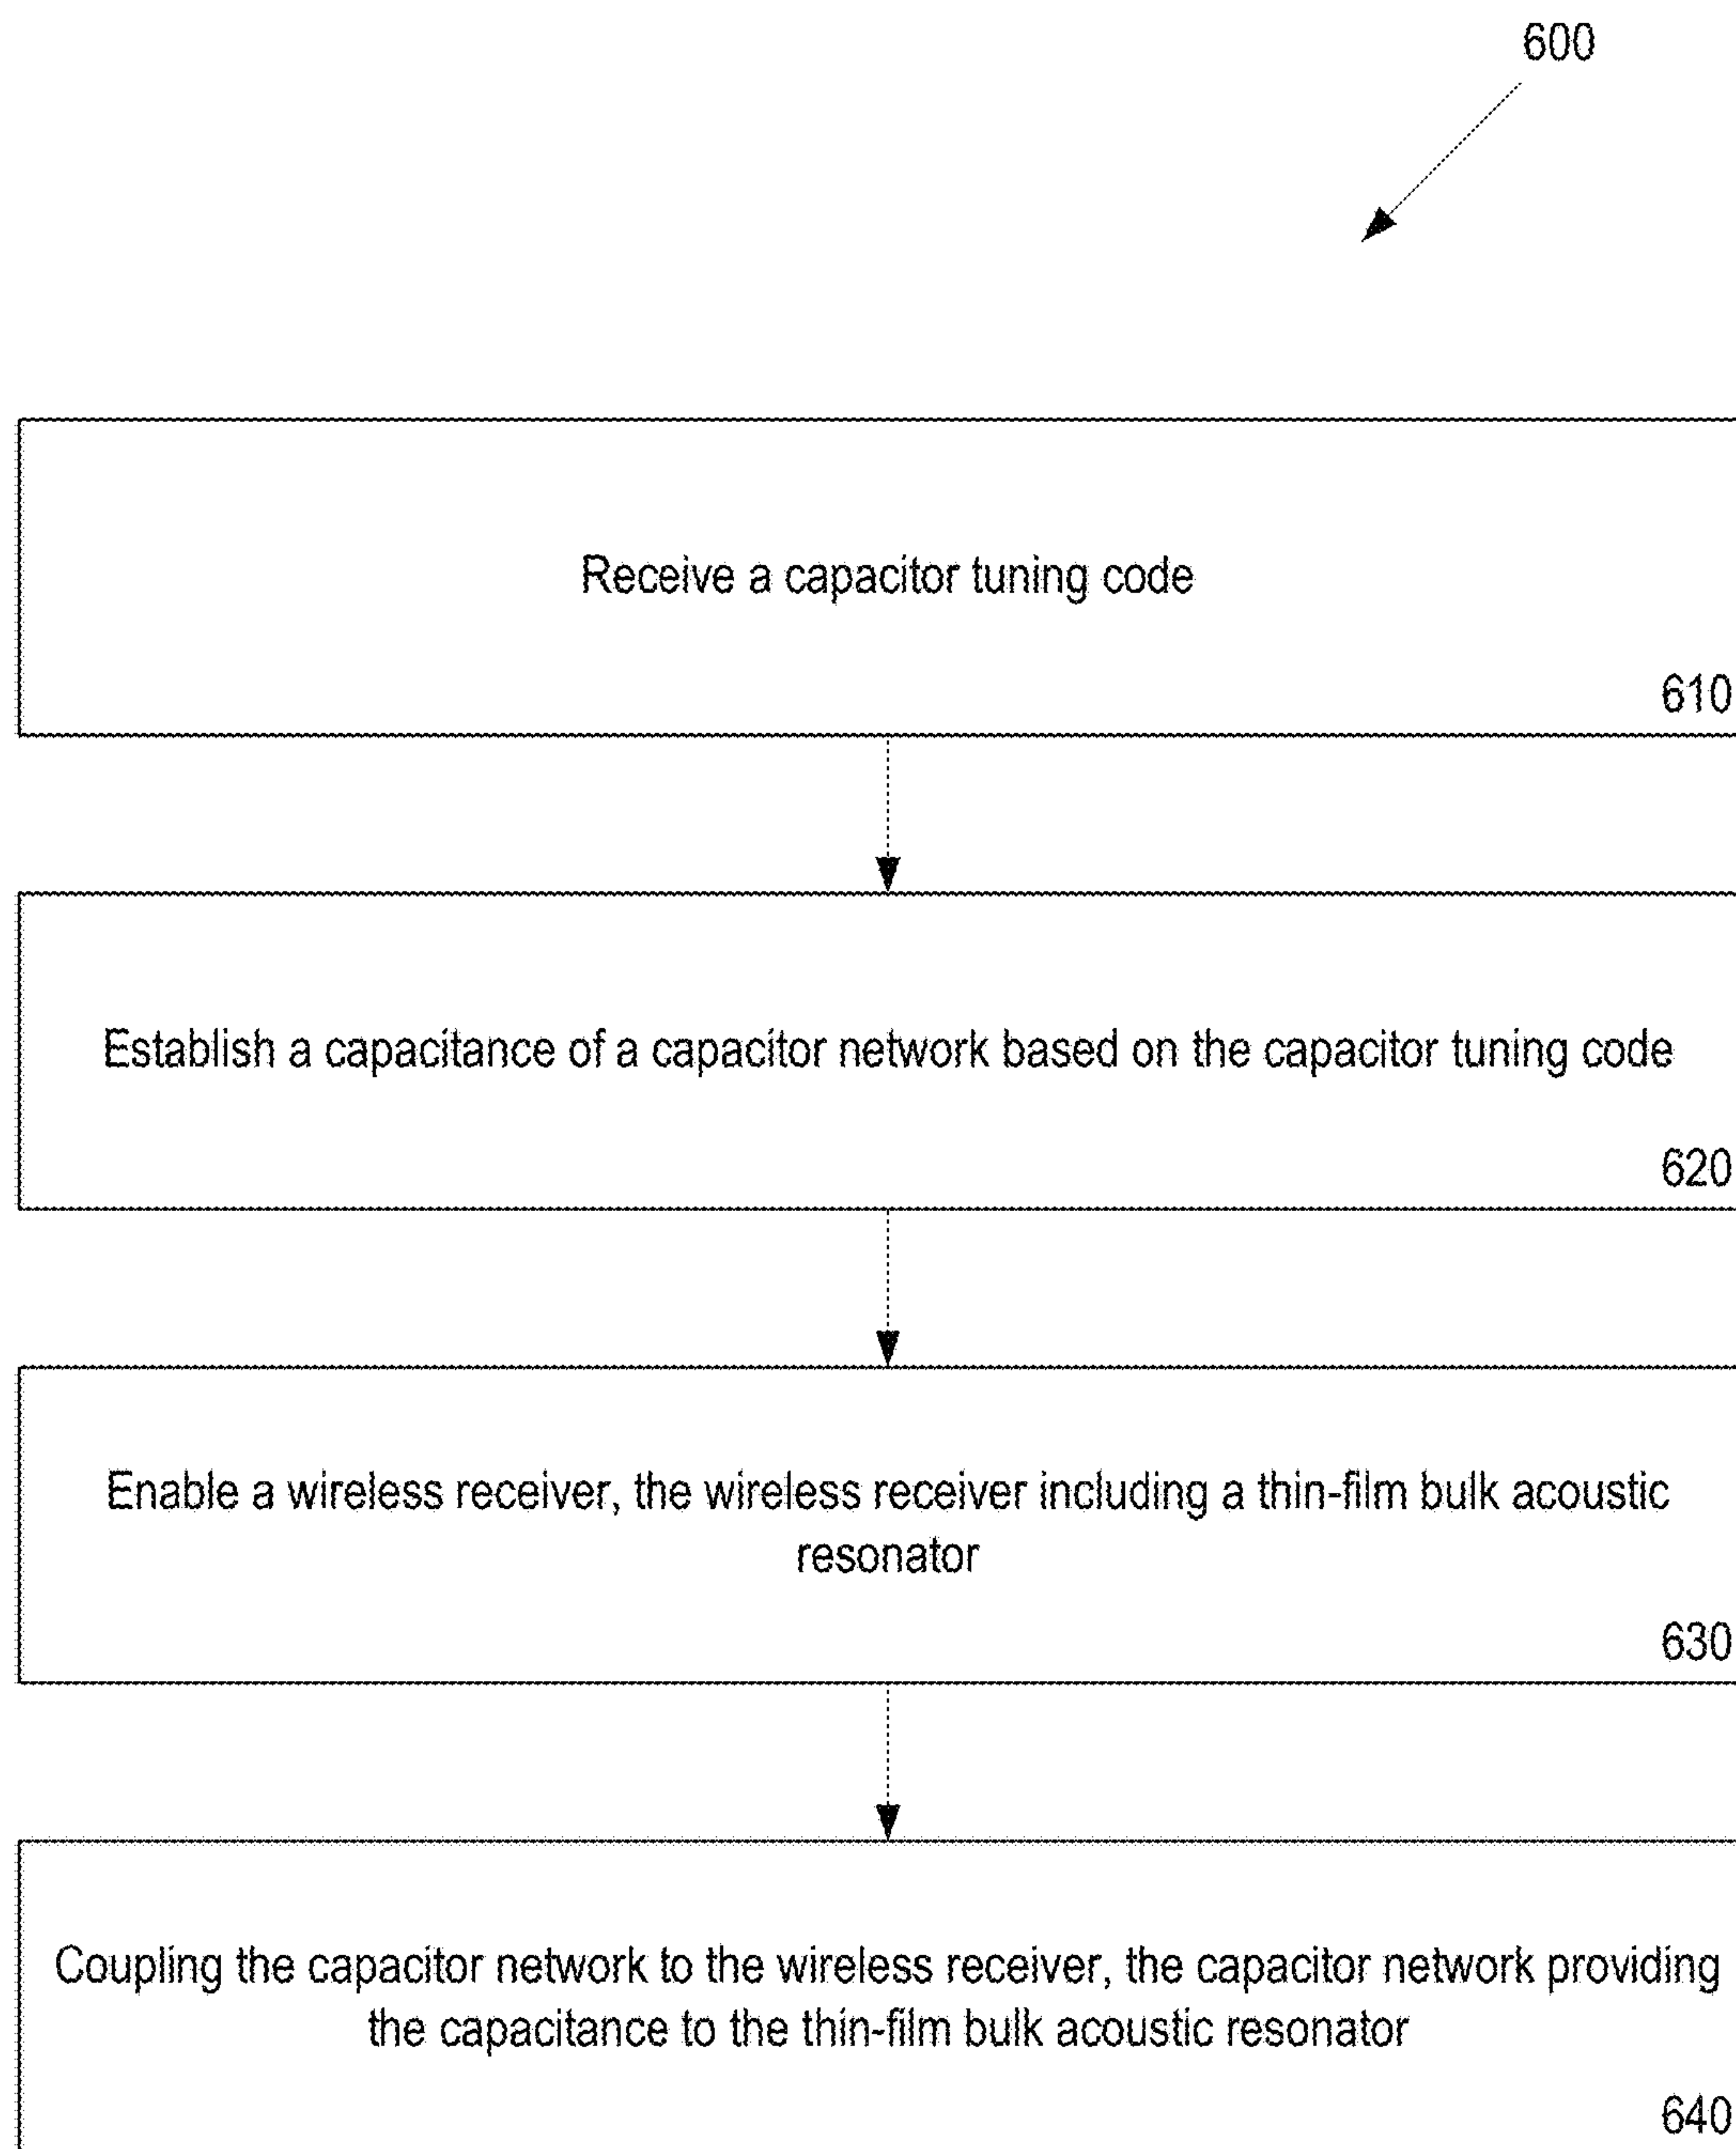 600
Receive a capacitor tuning code
610
Establish a capacitance of a capacitor network based on the capacitor tuning code
620
Enable a wireless receiver, the wireless receiver including a thin-film bulk acoustic
resonator
630
Coupling the capacitor network to the wireless receiver, the capacitor network providing
the capacitance to the thin-film bulk acoustic resonator
640